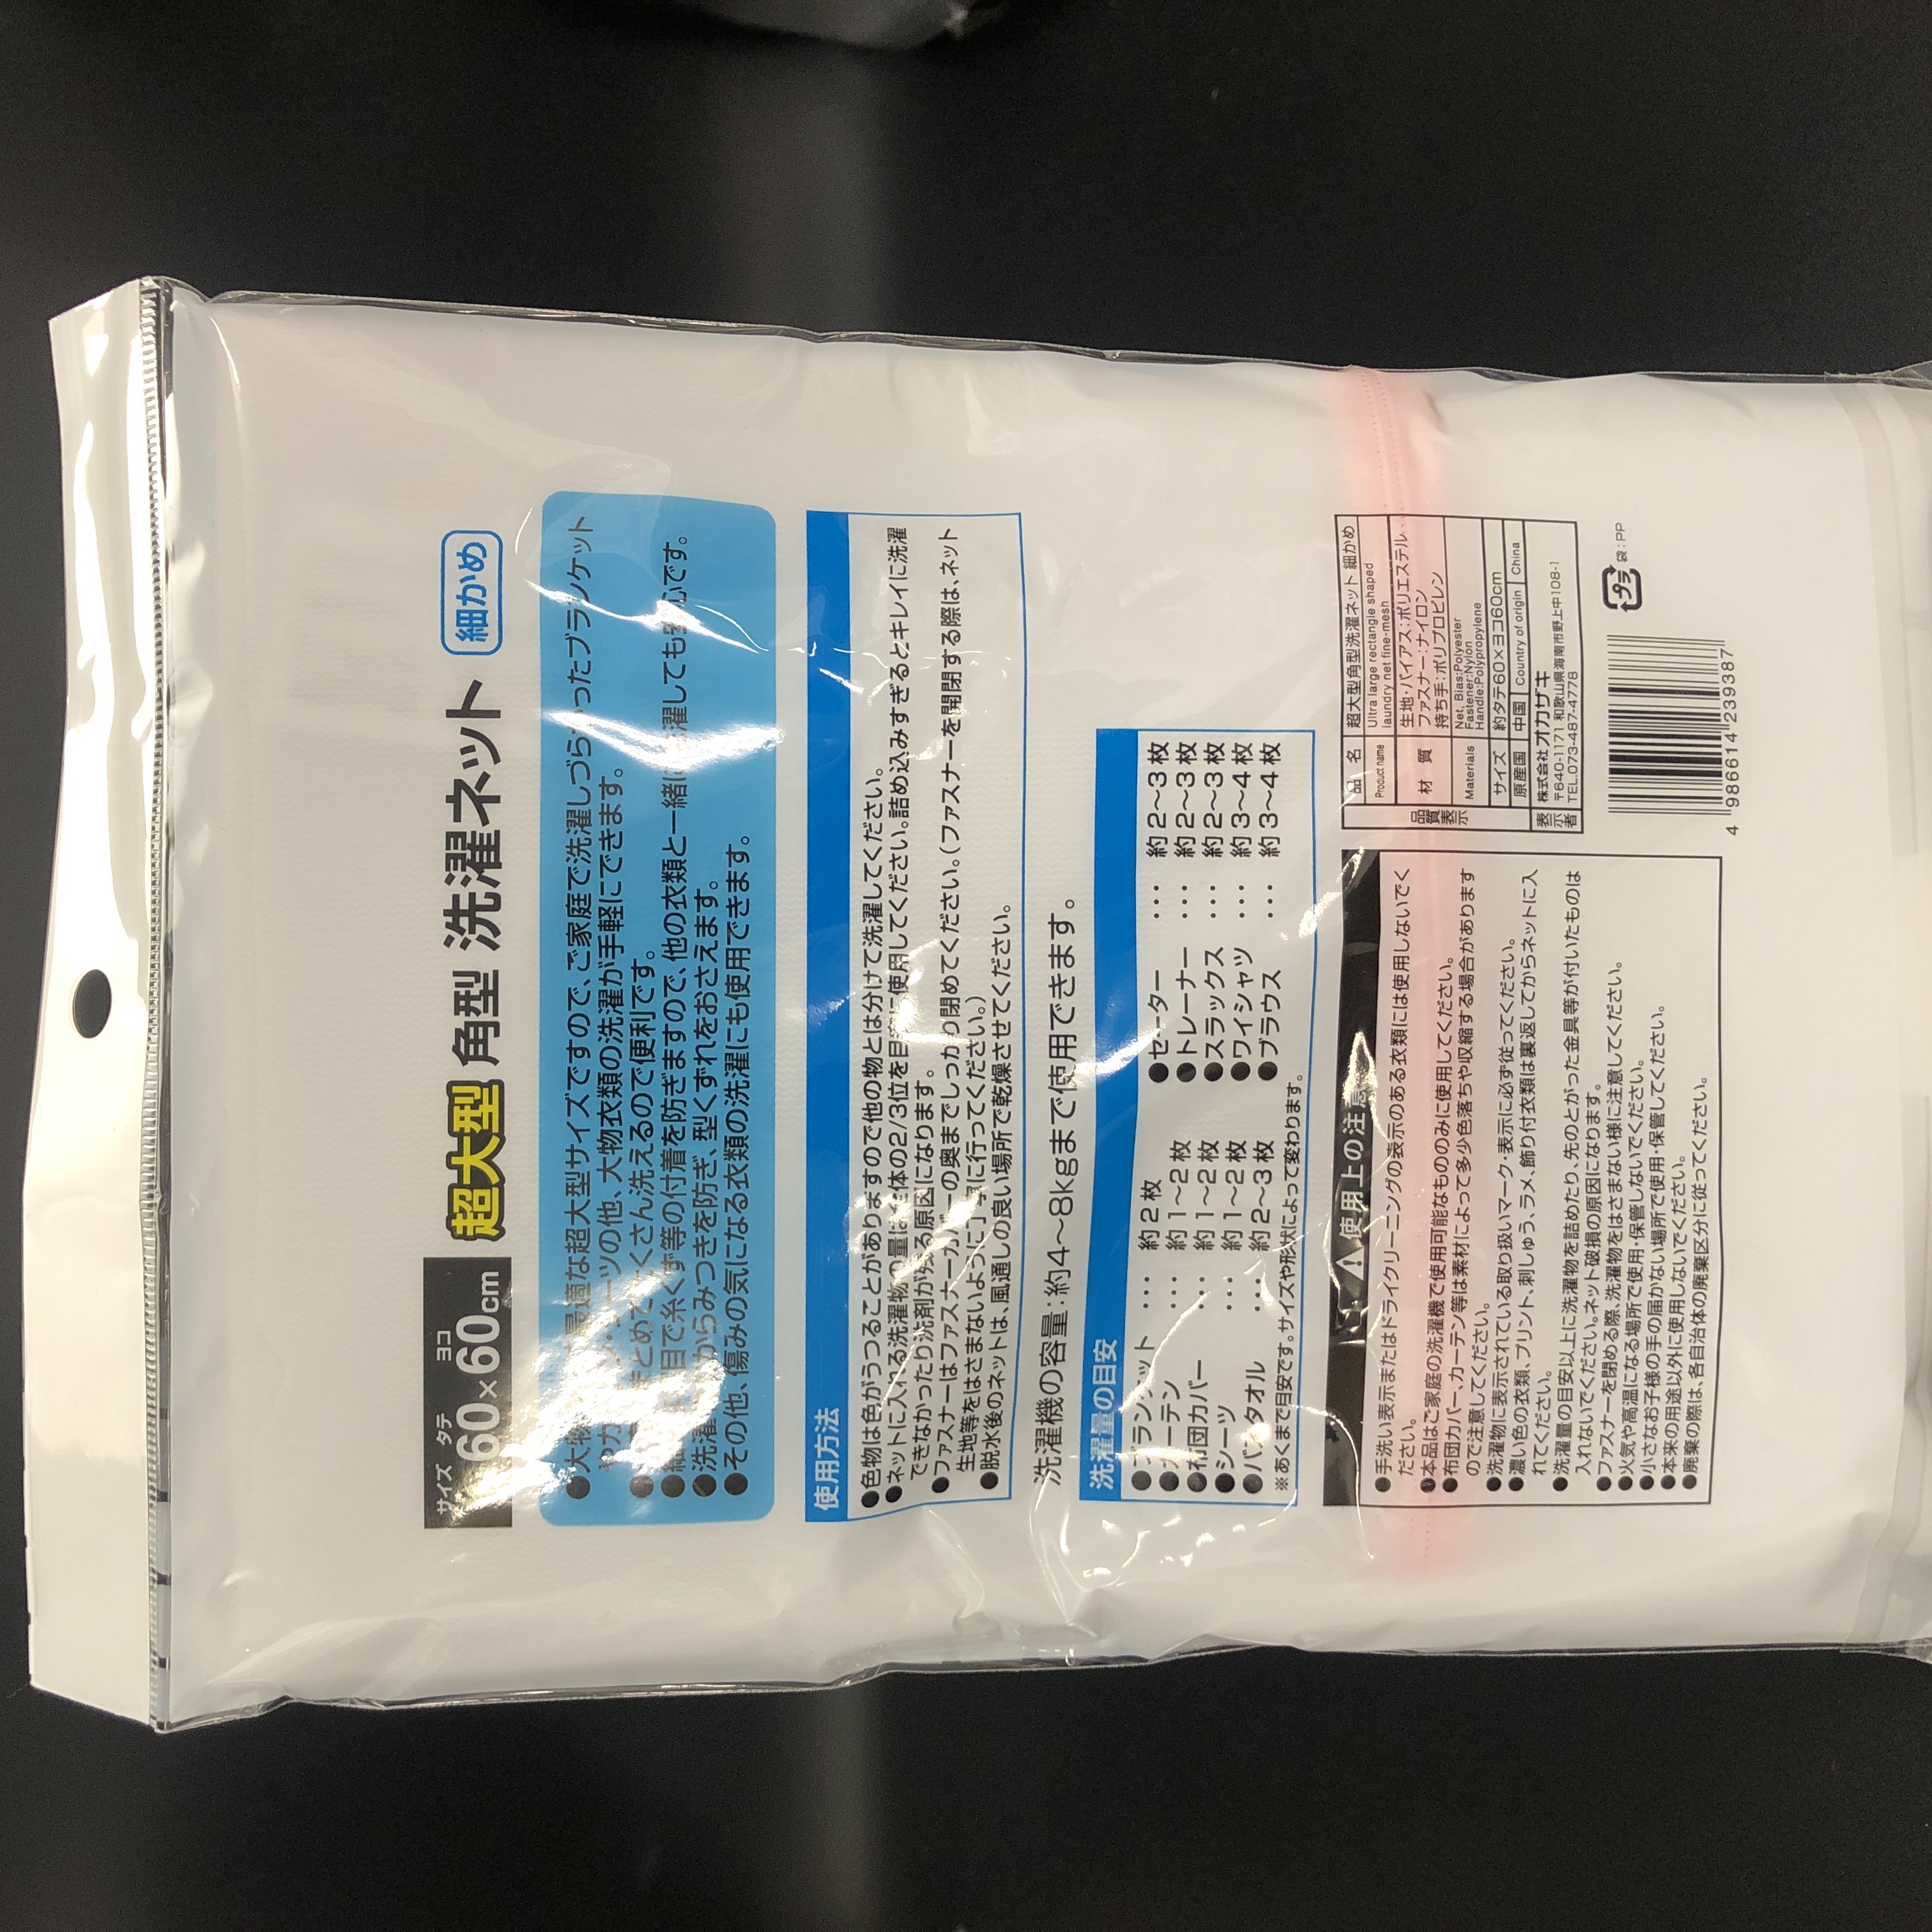 サイズ タテ ヨコ
60×60cm
超大型 角型 洗濯ネット 細かめ
最適な超大型サイズですので、ご家庭で洗濯しづらかったブランケット
の他、大物衣類の洗濯が手軽にできます。
まとめてたくさん洗えるので便利です。
目で糸くず等の付着を防ぎますので、他の衣類と一緒に洗濯しても安心です。
●洗濯 からみつきを防ぎ、型くずれをおさえます。
●その他、傷みの気になる衣類の洗濯にも使用できます。
使用方法
●色物は色がうつることがありますので他の物とは分けて洗濯してください。
●ネットに入れる洗濯物の量は全体の2/3位を目安に使用してください。詰め込みすぎるとキレイに洗濯
できなかったり洗剤が残る原因になります。
●ファスナーはファスナーガバーの奥までしっかり閉めてください。(ファスナーを開閉する際は、ネット
生地等をはさまないように丁寧に行ってください。)
●脱水後のネットは、風通しの良い場所で乾燥させてください。
洗濯機の容量:約4〜8kgまで使用できます。
洗濯量の目安
●ブランケット … 約2枚
●カーテン … 約1〜2枚
●布団カバー … 約1〜2枚
●シーツ … 約1〜2枚
●バスタオル … 約2〜3枚
●セーター … 約2〜3枚
●トレーナー … 約2〜3枚
●スラックス … 約2〜3枚
●ワイシャツ … 約3〜4枚
●ブラウス … 約3〜4枚
※あくまで目安です。サイズや形状によって変わります。
⚠使用上の注意
●手洗い表示またはドライクリーニングの表示のある衣類には使用しないでく
ださい。
●本品はご家庭の洗濯機で使用可能なもののみに使用してください。
●布団カバー、カーテン等は素材によって多少色落ちや収縮する場合があります
ので注意してください。
●洗濯物に表示されている取り扱いマーク・表示に必ず従ってください。
●濃い色の衣類、プリント、刺しゅう、ラメ、飾り付衣類は裏返してからネットに入
れてください。
●洗濯量の目安以上に洗濯物を詰めたり、先のとがった金具等が付いたものは
入れないでください。ネット破損の原因になります。
●ファスナーを閉める際、洗濯物をはさまない様に注意してください。
●火気や高温になる場所で使用・保管しないでください。
●小さなお子様の手の届かない場所で使用・保管してください。
●本来の用途以外に使用しないでください。
●廃棄の際は、各自治体の廃棄区分に従ってください。
品質表示
品名 超大型角型洗濯ネット 細かめ
Product name Ultra large rectangle shaped
laundry net fine-mesh
材質 生地・バイアス:ポリエステル
ファスナー:ナイロン
持ち手:ポリプロピレン
Materials Net, Bias:Polyester
Fastener:Nylon
Handle:Polypropylene
サイズ 約タテ60×ヨコ60cm
原産国 中国 Country of origin China
表示者 株式会社オカザキ
〒640-1171 和歌山県海南市野上中108-1
TEL.073-487-4778
4 986614 239387
プラ 袋:PP